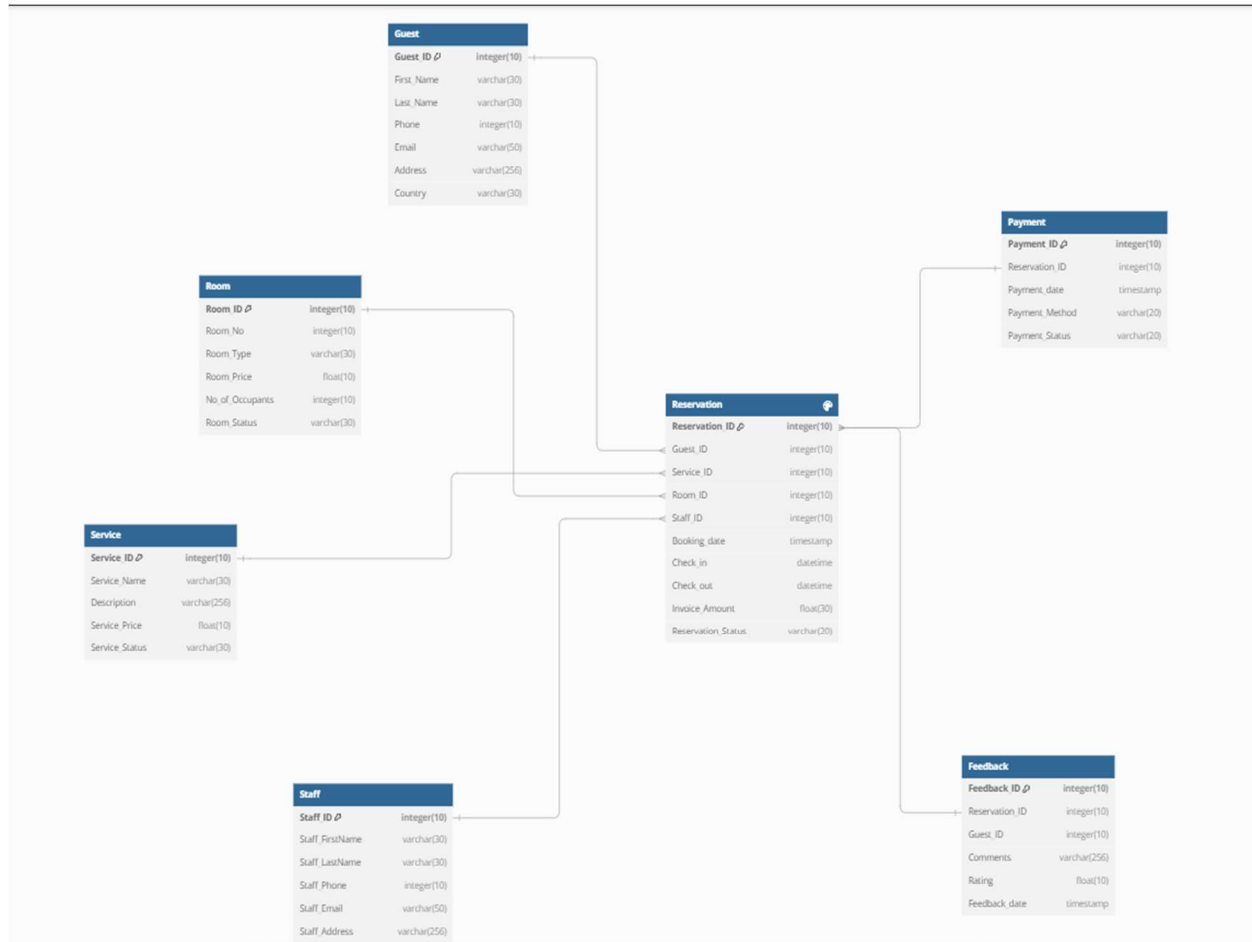 Guest
Guest_ID integer(10)
First_Name varchar(30)
Last_Name varchar(30)
Phone integer(10)
Email varchar(50)
Address varchar(256)
Country varchar(30)
Payment
Payment_ID integer(10)
Reservation_ID integer(10)
Payment_date timestamp
Payment_Method varchar(20)
Payment_Status varchar(20)
Room
Room_ID integer(10)
Room_No integer(10)
Room_Type varchar(30)
Room_Price float(10)
No_of_Occupants integer(10)
Room_Status varchar(30)
Reservation
Reservation_ID integer(10)
Guest_ID integer(10)
Service_ID integer(10)
Room_ID integer(10)
Staff_ID integer(10)
Booking_date timestamp
Check_in datetime
Check_out datetime
Invoice_Amount float(30)
Reservation_Status varchar(20)
Service
Service_ID integer(10)
Service_Name varchar(30)
Description varchar(256)
Service_Price float(10)
Service_Status varchar(30)
Staff
Staff_ID integer(10)
Staff_FirstName varchar(30)
Staff_LastName varchar(30)
Staff_Phone integer(10)
Staff_Email varchar(50)
Staff_Address varchar(256)
Feedback
Feedback_ID integer(10)
Reservation_ID integer(10)
Guest_ID integer(10)
Comments varchar(256)
Rating float(10)
Feedback_date timestamp